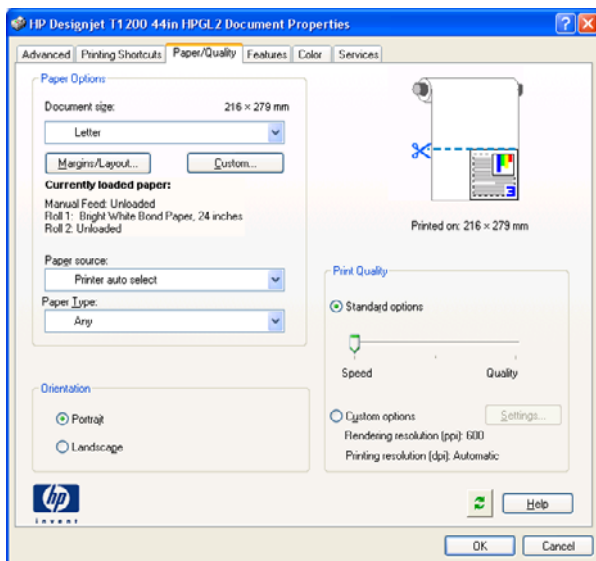 HP Designjet T1200 44in HPGL2 Document Properties
Advanced Printing Shortcuts Paper/Quality Features Color Services
Paper Options
Document size: 216 × 279 mm
Letter
Margins/Layout... Custom...
Currently loaded paper:
Manual Feed: Unloaded
Roll 1: Bright White Bond Paper, 24 inches
Roll 2: Unloaded
Paper source:
Printer auto select
Paper Type:
Any
Orientation
Portrait
Landscape
3
Printed on: 216 × 279 mm
Print Quality
Standard options
Speed Quality
Custom options Settings...
Rendering resolution (ppi): 600
Printing resolution (dpi): Automatic
hp
invent
Help
OK Cancel